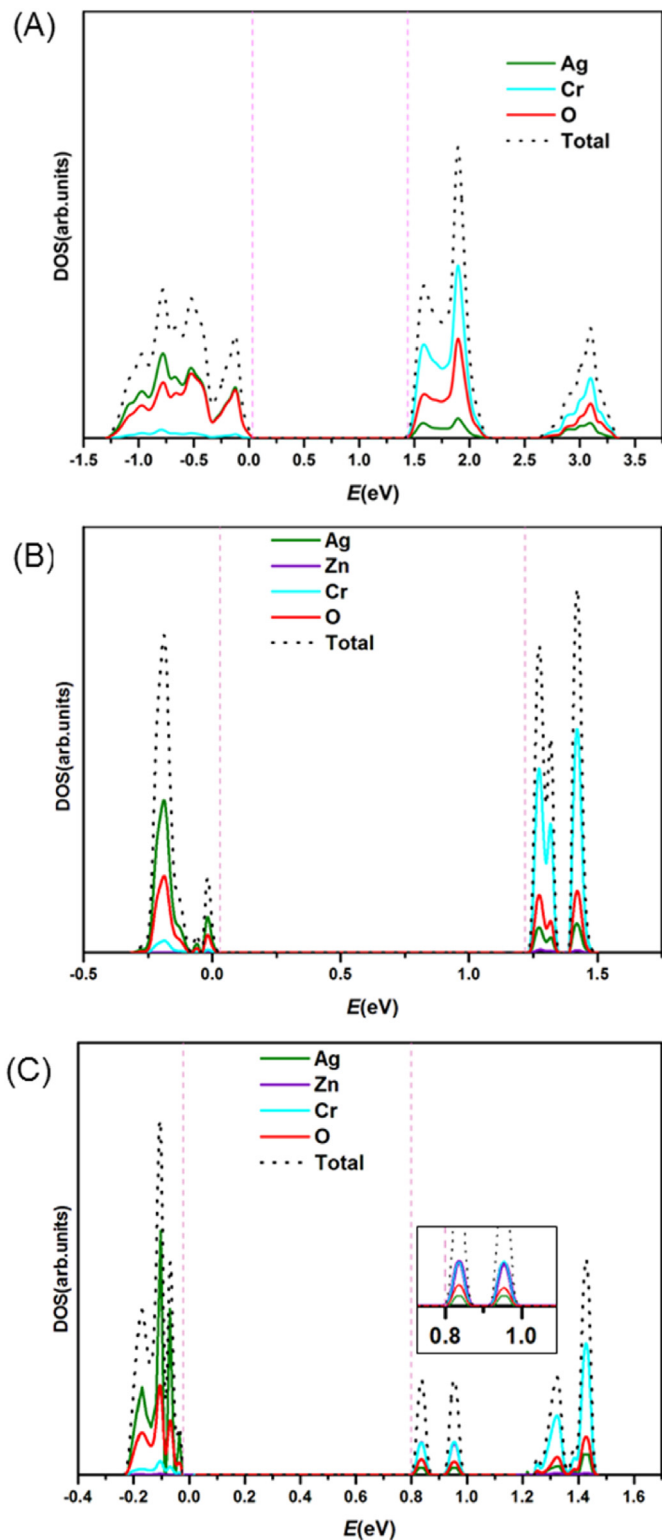 (A)
Ag
Cr
O
Total
DOS(arb.units)
-1.5 -1.0 -0.5 0.0 0.5 1.0 1.5 2.0 2.5 3.0 3.5
E(eV)
(B)
Ag
Zn
Cr
O
Total
DOS(arb.units)
-0.5 0.0 0.5 1.0 1.5
E(eV)
(C)
Ag
Zn
Cr
O
Total
DOS(arb.units)
0.8 1.0
-0.4 -0.2 0.0 0.2 0.4 0.6 0.8 1.0 1.2 1.4 1.6
E(eV)